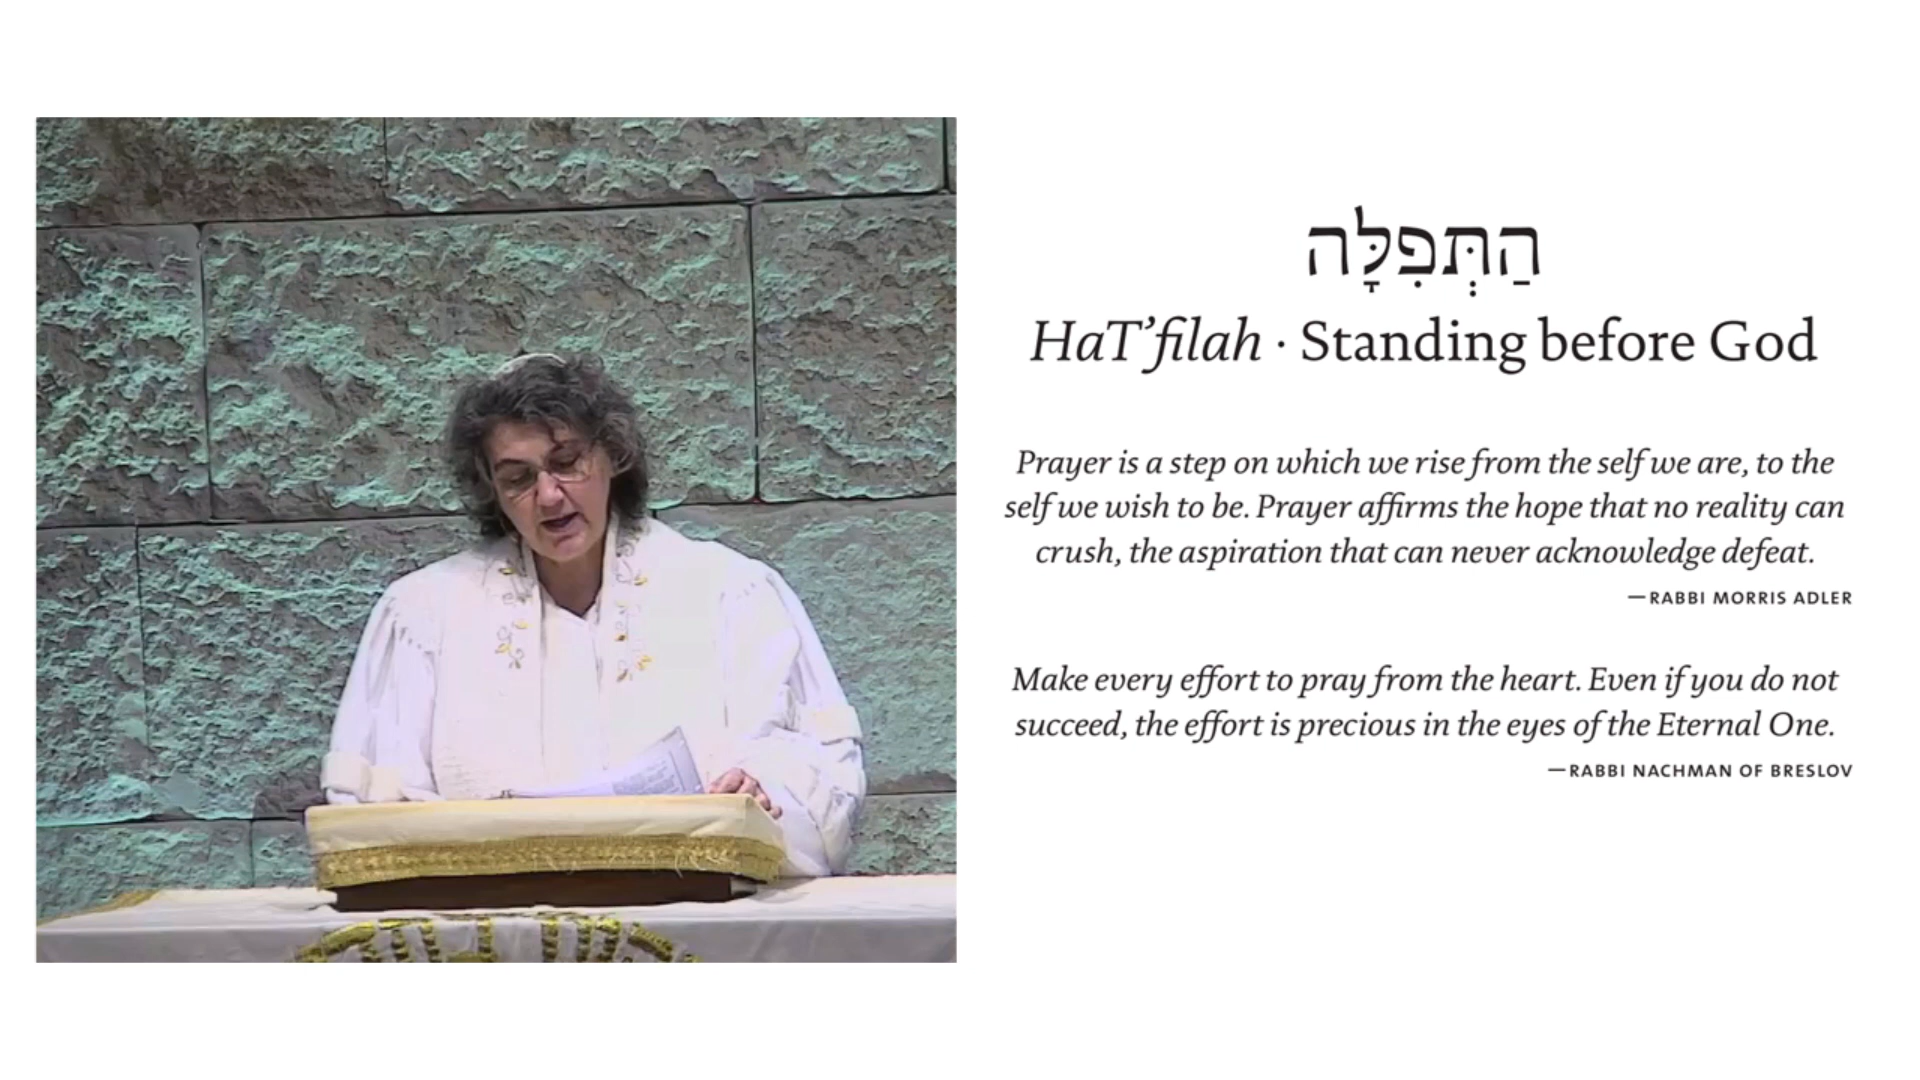 הַתְּפִלָּה
HaT’filah · Standing before God
Prayer is a step on which we rise from the self we are, to the
self we wish to be. Prayer affirms the hope that no reality can
crush, the aspiration that can never acknowledge defeat.
—RABBI MORRIS ADLER
Make every effort to pray from the heart. Even if you do not
succeed, the effort is precious in the eyes of the Eternal One.
—RABBI NACHMAN OF BRESLOV